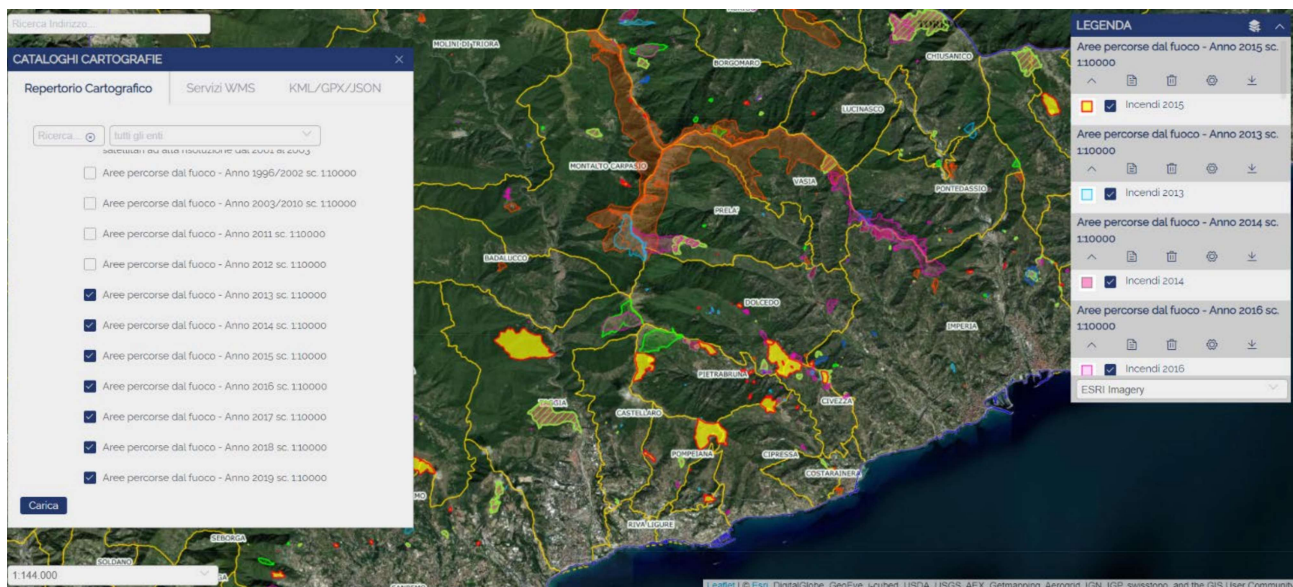 Ricerca Indirizzo...
CATALOGHI CARTOGRAFIE
Repertorio Cartografico
Servizi WMS
KML/GPX/JSON
Ricerca...
tutti gli enti
satellitari ad alta risoluzione dal 2001 al 2003
Aree percorse dal fuoco - Anno 1996/2002 sc. 1:10000
Aree percorse dal fuoco - Anno 2003/2010 sc. 1:10000
Aree percorse dal fuoco - Anno 2011 sc. 1:10000
Aree percorse dal fuoco - Anno 2012 sc. 1:10000
Aree percorse dal fuoco - Anno 2013 sc. 1:10000
Aree percorse dal fuoco - Anno 2014 sc. 1:10000
Aree percorse dal fuoco - Anno 2015 sc. 1:10000
Aree percorse dal fuoco - Anno 2016 sc. 1:10000
Aree percorse dal fuoco - Anno 2017 sc. 1:10000
Aree percorse dal fuoco - Anno 2018 sc. 1:10000
Aree percorse dal fuoco - Anno 2019 sc. 1:10000
Carica
1:144.000
MOLINI DI TRIORA
BORGOMARO
CHIUSANICO
LUCINASCO
MONTALTO CARPASIO
VASIA
PONTEDASSIO
PRELA'
BADALUCCO
DOLCEDO
IMPERIA
PIETRABRUNA
TAGGIA
CASTELLARO
CIVEZZA
POMPEIANA
CIPRESSA
COSTARAINERA
RIVA LIGURE
SEBORGA
SOLDANO
LEGENDA
Aree percorse dal fuoco - Anno 2015 sc.
1:10000
Incendi 2015
Aree percorse dal fuoco - Anno 2013 sc.
1:10000
Incendi 2013
Aree percorse dal fuoco - Anno 2014 sc.
1:10000
Incendi 2014
Aree percorse dal fuoco - Anno 2016 sc.
1:10000
Incendi 2016
ESRI Imagery
Leaflet | © Esri, DigitalGlobe, GeoEye, i-cubed, USDA, USGS, AEX, Getmapping, Aerogrid, IGN, IGP, swisstopo, and the GIS User Community